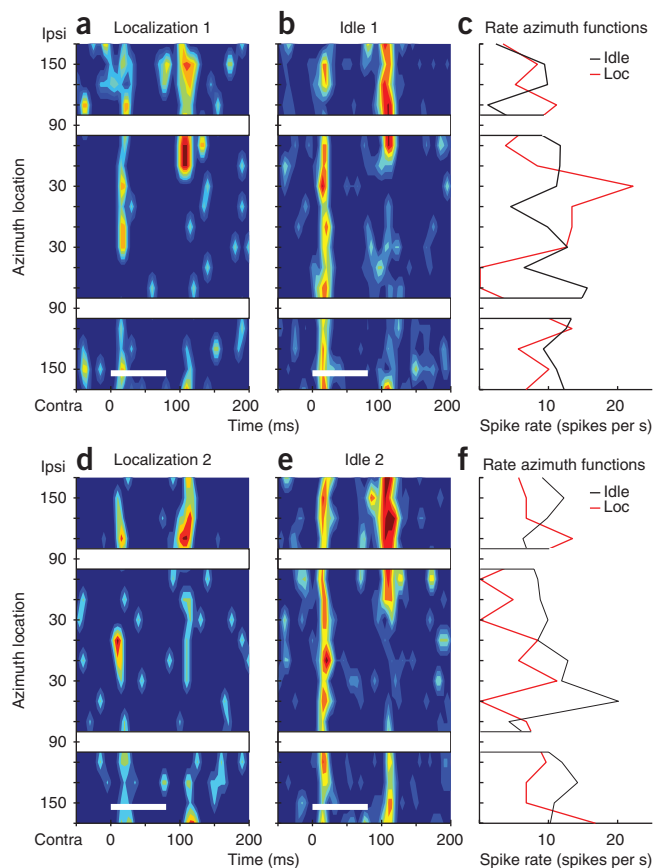 a Localization 1
b Idle 1
c Rate azimuth functions
Ipsi
150
90
30
30
90
150
Contra
Azimuth location
Idle
Loc
0 100 200
Time (ms)
0 100 200
Time (ms)
10 20
Spike rate (spikes per s)
d Localization 2
e Idle 2
f Rate azimuth functions
Ipsi
150
90
30
30
90
150
Contra
Azimuth location
Idle
Loc
0 100 200
Time (ms)
0 100 200
Time (ms)
10 20
Spike rate (spikes per s)